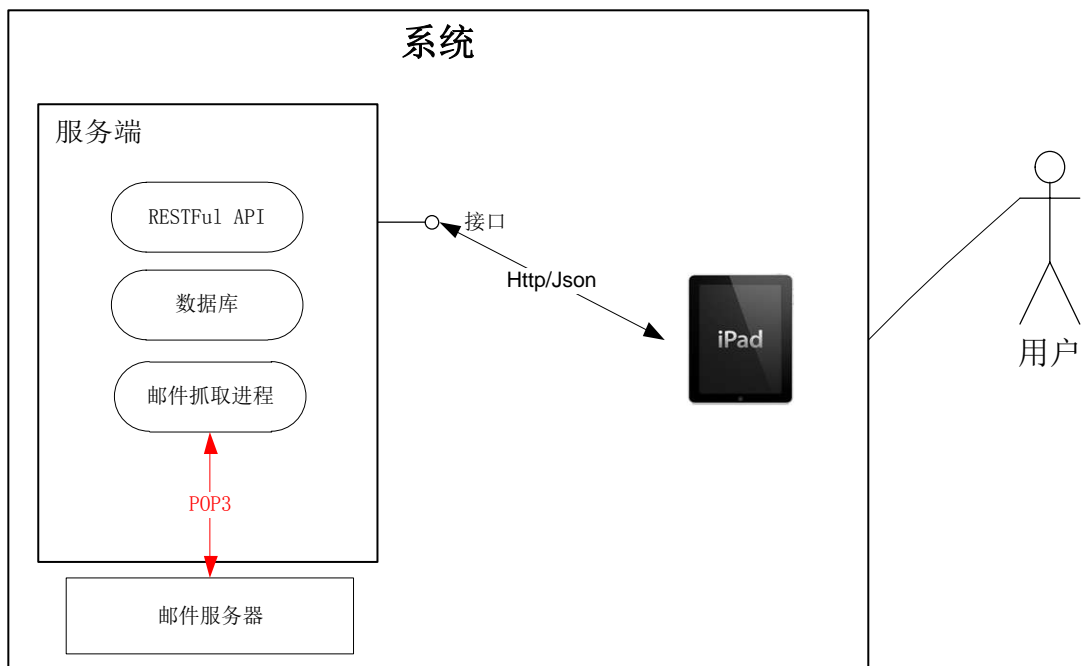 系统
服务端
RESTFul API
接口
数据库
Http/Json
iPad
邮件抓取进程
用户
POP3
邮件服务器